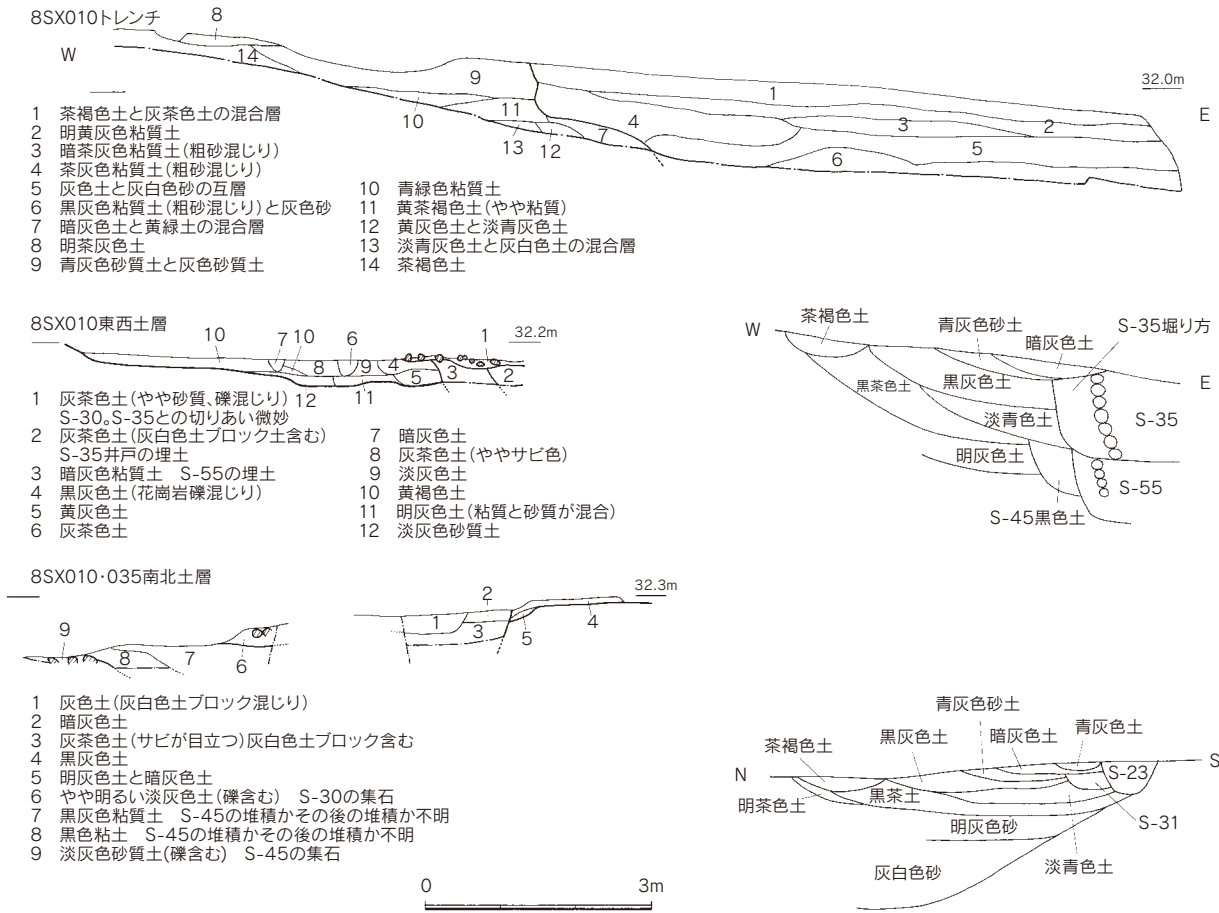 8SX010トレンチ
8
14
W
9
1
32.0m
E
10
11
13
12
7
4
3
2
5
6
1 茶褐色土と灰茶色土の混合層
2 明黄灰色粘質土
3 暗茶灰色粘質土(粗砂混じり)
4 茶灰色粘質土(粗砂混じり)
5 灰色土と灰白色砂の互層
6 黒灰色粘質土(粗砂混じり)と灰色砂
7 暗灰色土と黄緑土の混合層
8 明茶灰色土
9 青灰色砂質土と灰色砂質土
10 青緑色粘質土
11 黄茶褐色土(やや粘質)
12 黄灰色土と淡青灰色土
13 淡青灰色土と灰白色土の混合層
14 茶褐色土
8SX010東西土層
10
7
10
6
1
32.2m
8
9
4
5
3
2
12
11
1 灰茶色土(やや砂質、礫混じり)
S-30。S-35との切りあい微妙
2 灰茶色土(灰白色土ブロック土含む)
S-35井戸の埋土
3 暗灰色粘質土 S-55の埋土
4 黒灰色土(花崗岩礫混じり)
5 黄灰色土
6 灰茶色土
7 暗灰色土
8 灰茶色土(ややサビ色)
9 淡灰色土
10 黄褐色土
11 明灰色土(粘質と砂質が混合)
12 淡灰色砂質土
W
茶褐色土
青灰色砂土
暗灰色土
S-35堀り方
E
黒茶色土
黒灰色土
淡青色土
S-35
明灰色土
S-55
S-45黒色土
8SX010・035南北土層
32.3m
2
1
3
5
4
9
8
7
6
1 灰色土(灰白色土ブロック混じり)
2 暗灰色土
3 灰茶色土(サビが目立つ)灰白色土ブロック含む
4 黒灰色土
5 明灰色土と暗灰色土
6 やや明るい淡灰色土(礫含む) S-30の集石
7 黒灰色粘質土 S-45の堆積かその後の堆積か不明
8 黒色粘土 S-45の堆積かその後の堆積か不明
9 淡灰色砂質土(礫含む) S-45の集石
青灰色砂土
茶褐色土
黒灰色土
暗灰色土
青灰色土
N
S
S-23
明茶色土
黒茶土
S-31
明灰色砂
淡青色土
灰白色砂
0
3m